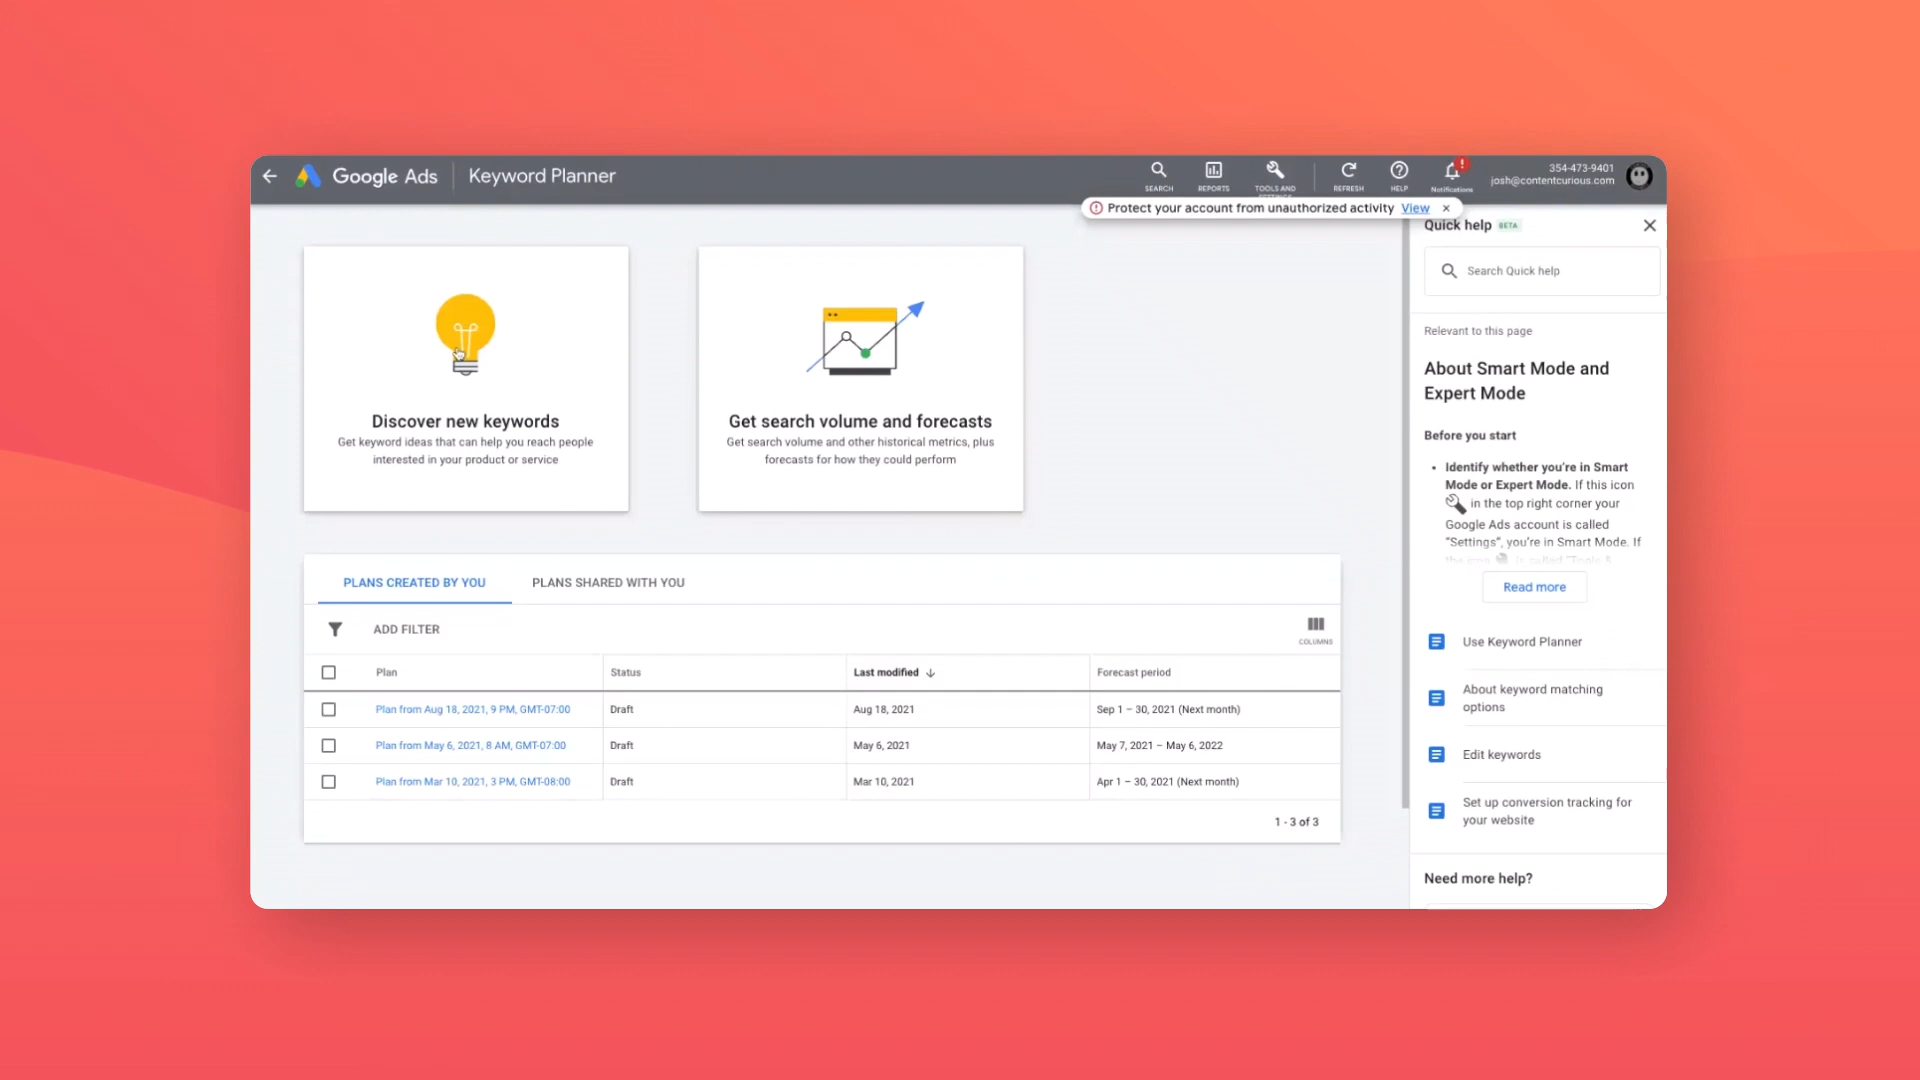 Google Ads
Keyword Planner
SEARCH
REPORTS
TOOLS AND
REFRESH
HELP
!
Notifications
354-473-9401
josh@contentcurious.com
Protect your account from unauthorized activity View ×
Quick help BETA
Search Quick help
Relevant to this page
About Smart Mode and
Expert Mode
Before you start
• Identify whether you're in Smart
Mode or Expert Mode. If this icon
in the top right corner your
Google Ads account is called
"Settings", you're in Smart Mode. If
Read more
Use Keyword Planner
About keyword matching
options
Edit keywords
Set up conversion tracking for
your website
Need more help?
Discover new keywords
Get keyword ideas that can help you reach people
interested in your product or service
Get search volume and forecasts
Get search volume and other historical metrics, plus
forecasts for how they could perform
PLANS CREATED BY YOU
PLANS SHARED WITH YOU
ADD FILTER
COLUMNS
Plan Status Last modified Forecast period
Plan from Aug 18, 2021, 9 PM, GMT-07:00 Draft Aug 18, 2021 Sep 1 – 30, 2021 (Next month)
Plan from May 6, 2021, 8 AM, GMT-07:00 Draft May 6, 2021 May 7, 2021 – May 6, 2022
Plan from Mar 10, 2021, 3 PM, GMT-08:00 Draft Mar 10, 2021 Apr 1 – 30, 2021 (Next month)
1 - 3 of 3